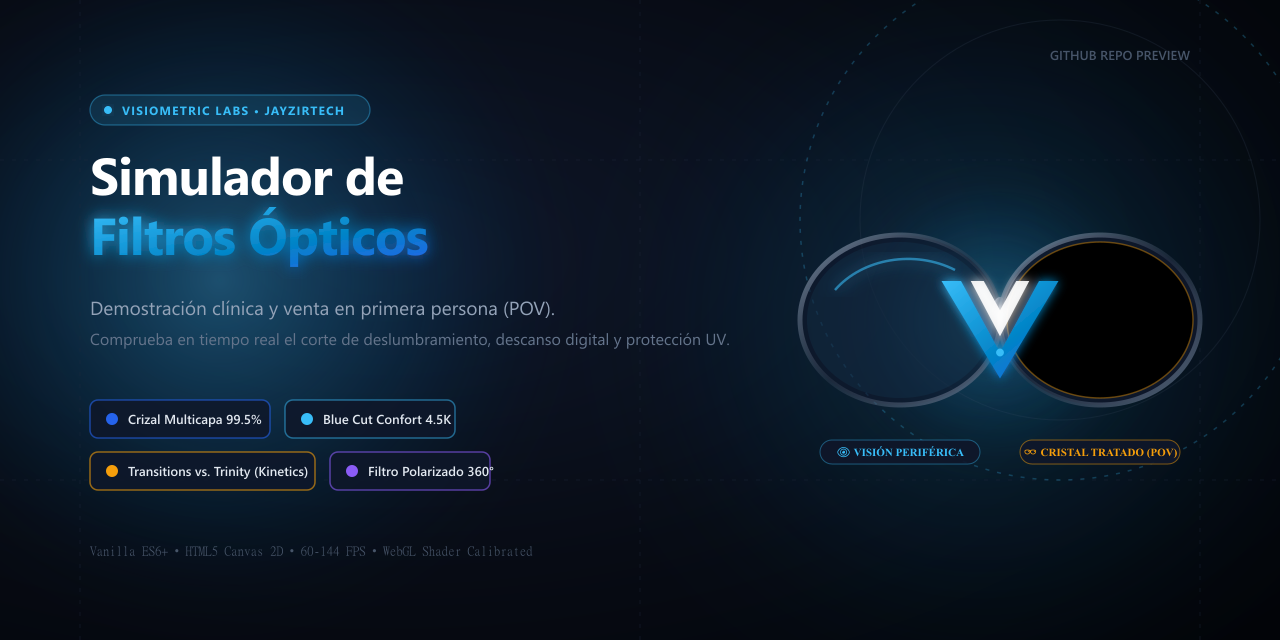 GITHUB REPO PREVIEW
VISIOMETRIC LABS • JAYZIRTECH
Simulador de
Filtros Ópticos
Demostración clínica y venta en primera persona (POV).
Comprueba en tiempo real el corte de deslumbramiento, descanso digital y protección UV.
Crizal Multicapa 99.5%
Blue Cut Confort 4.5K
Transitions vs. Trinity (Kinetics)
Filtro Polarizado 360°
VISIÓN PERIFÉRICA
CRISTAL TRATADO (POV)
Vanilla ES6+ • HTML5 Canvas 2D • 60-144 FPS • WebGL Shader Calibrated